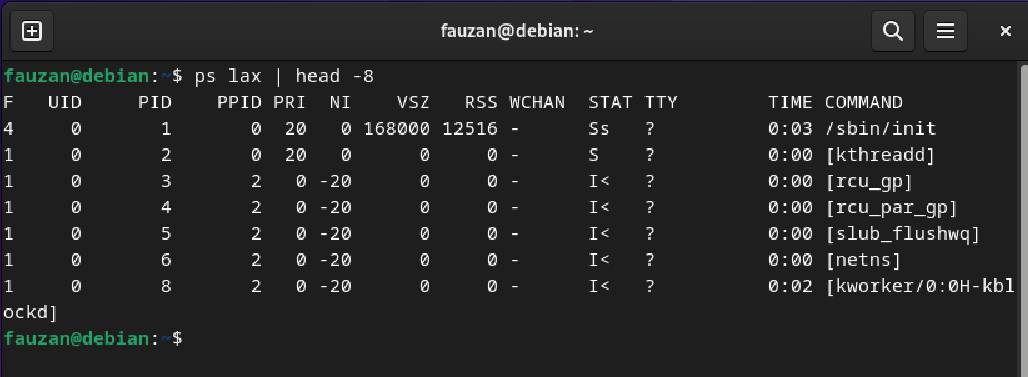 fauzan@debian: ~
fauzan@debian:~$ ps lax | head -8
F   UID     PID    PPID PRI  NI    VSZ   RSS WCHAN  STAT TTY        TIME COMMAND
4     0       1       0  20   0 168000 12516 -      Ss   ?          0:03 /sbin/init
1     0       2       0  20   0      0     0 -      S    ?          0:00 [kthreadd]
1     0       3       2   0 -20      0     0 -      I<   ?          0:00 [rcu_gp]
1     0       4       2   0 -20      0     0 -      I<   ?          0:00 [rcu_par_gp]
1     0       5       2   0 -20      0     0 -      I<   ?          0:00 [slub_flushwq]
1     0       6       2   0 -20      0     0 -      I<   ?          0:00 [netns]
1     0       8       2   0 -20      0     0 -      I<   ?          0:02 [kworker/0:0H-kbl
ockd]
fauzan@debian:~$